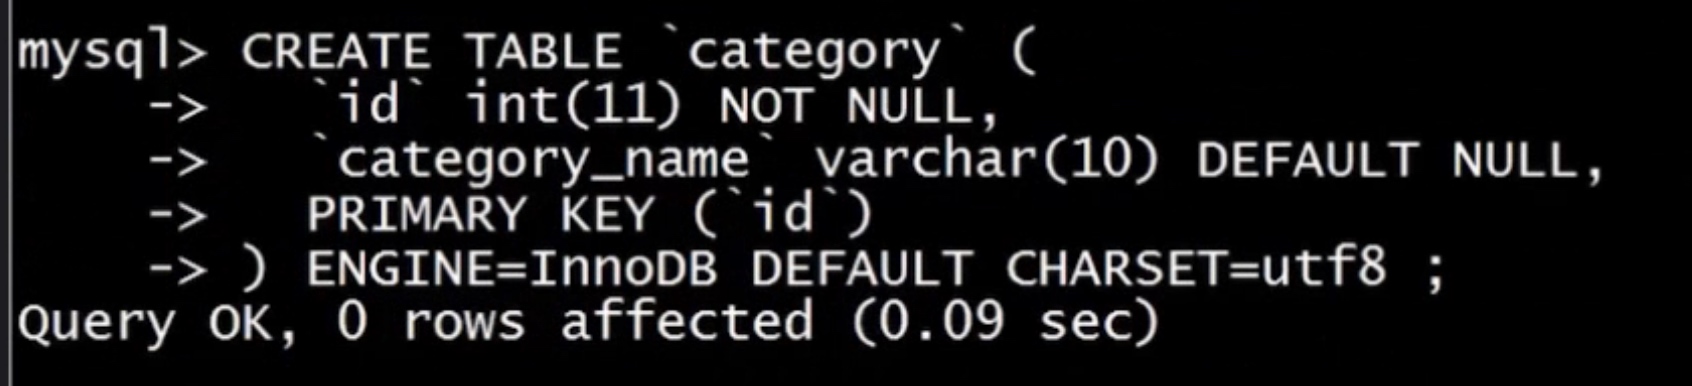 mysql> CREATE TABLE `category` (
    ->   `id` int(11) NOT NULL,
    ->   `category_name` varchar(10) DEFAULT NULL,
    ->   PRIMARY KEY (`id`)
    -> ) ENGINE=InnoDB DEFAULT CHARSET=utf8 ;
Query OK, 0 rows affected (0.09 sec)